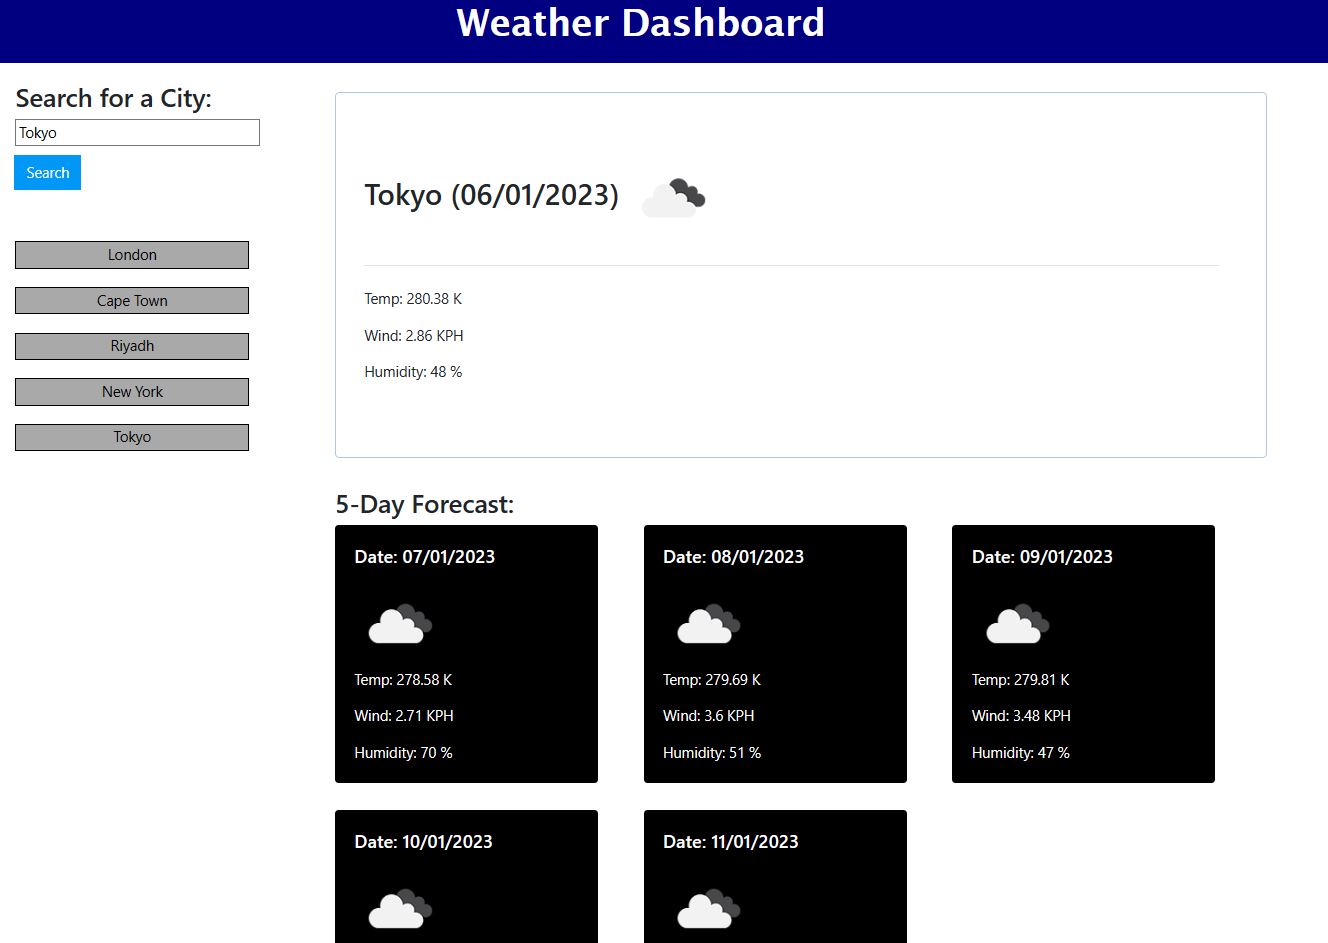 Weather Dashboard
Search for a City:
Tokyo
Search
London
Cape Town
Riyadh
New York
Tokyo
Tokyo (06/01/2023)
Temp: 280.38 K
Wind: 2.86 KPH
Humidity: 48 %
5-Day Forecast:
Date: 07/01/2023
Temp: 278.58 K
Wind: 2.71 KPH
Humidity: 70 %
Date: 08/01/2023
Temp: 279.69 K
Wind: 3.6 KPH
Humidity: 51 %
Date: 09/01/2023
Temp: 279.81 K
Wind: 3.48 KPH
Humidity: 47 %
Date: 10/01/2023
Date: 11/01/2023